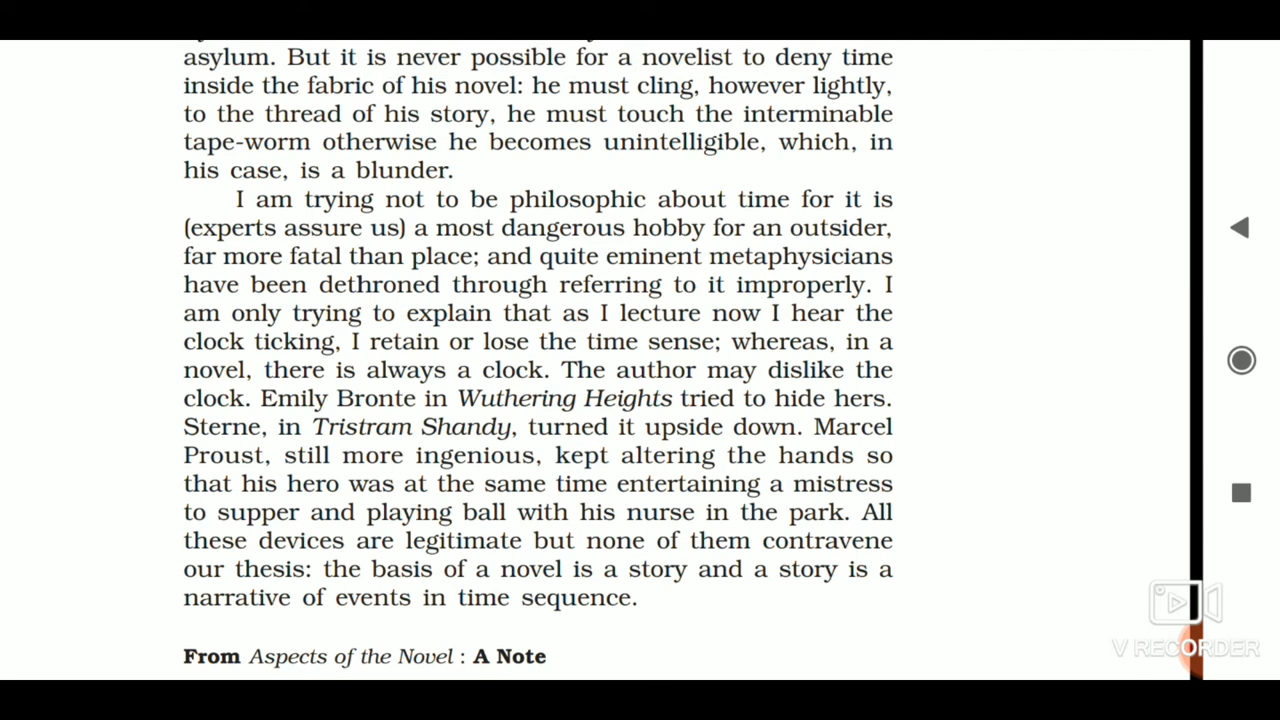 asylum. But it is never possible for a novelist to deny time
inside the fabric of his novel: he must cling, however lightly,
to the thread of his story, he must touch the interminable
tape-worm otherwise he becomes unintelligible, which, in
his case, is a blunder.
I am trying not to be philosophic about time for it is
(experts assure us) a most dangerous hobby for an outsider,
far more fatal than place; and quite eminent metaphysicians
have been dethroned through referring to it improperly. I
am only trying to explain that as I lecture now I hear the
clock ticking, I retain or lose the time sense; whereas, in a
novel, there is always a clock. The author may dislike the
clock. Emily Bronte in Wuthering Heights tried to hide hers.
Sterne, in Tristram Shandy, turned it upside down. Marcel
Proust, still more ingenious, kept altering the hands so
that his hero was at the same time entertaining a mistress
to supper and playing ball with his nurse in the park. All
these devices are legitimate but none of them contravene
our thesis: the basis of a novel is a story and a story is a
narrative of events in time sequence.
From Aspects of the Novel : A Note
V RECORDER